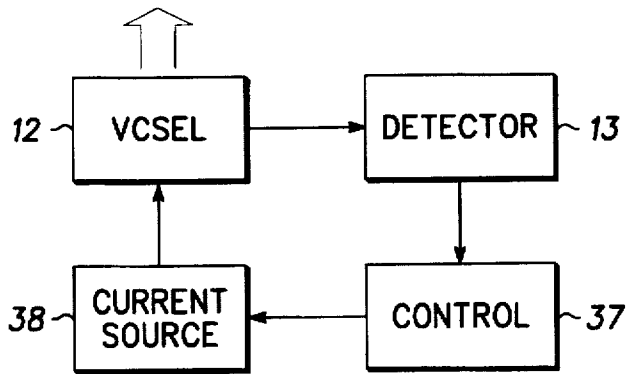 12 VCSEL DETECTOR 13
38 CURRENT SOURCE CONTROL 37